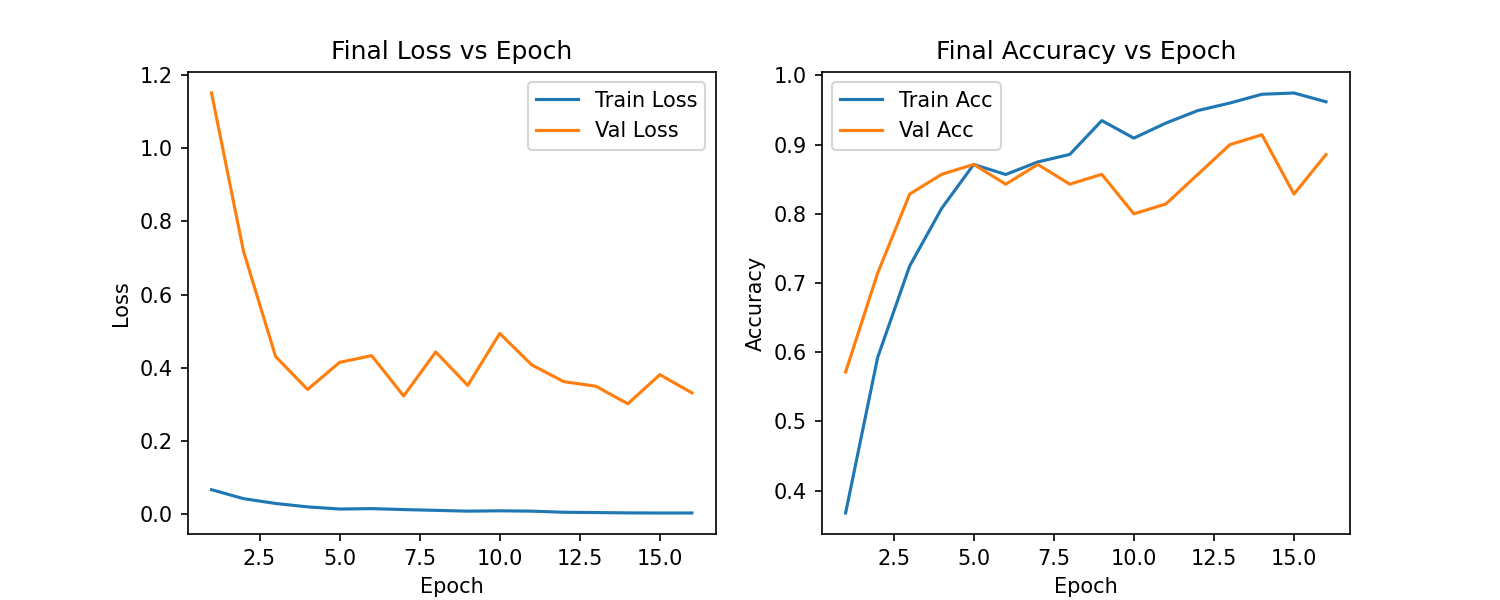 Final Loss vs Epoch
Train Loss
Val Loss
1.2
1.0
0.8
0.6
0.4
0.2
0.0
Loss
2.5 5.0 7.5 10.0 12.5 15.0
Epoch
Final Accuracy vs Epoch
Train Acc
Val Acc
1.0
0.9
0.8
0.7
0.6
0.5
0.4
Accuracy
2.5 5.0 7.5 10.0 12.5 15.0
Epoch